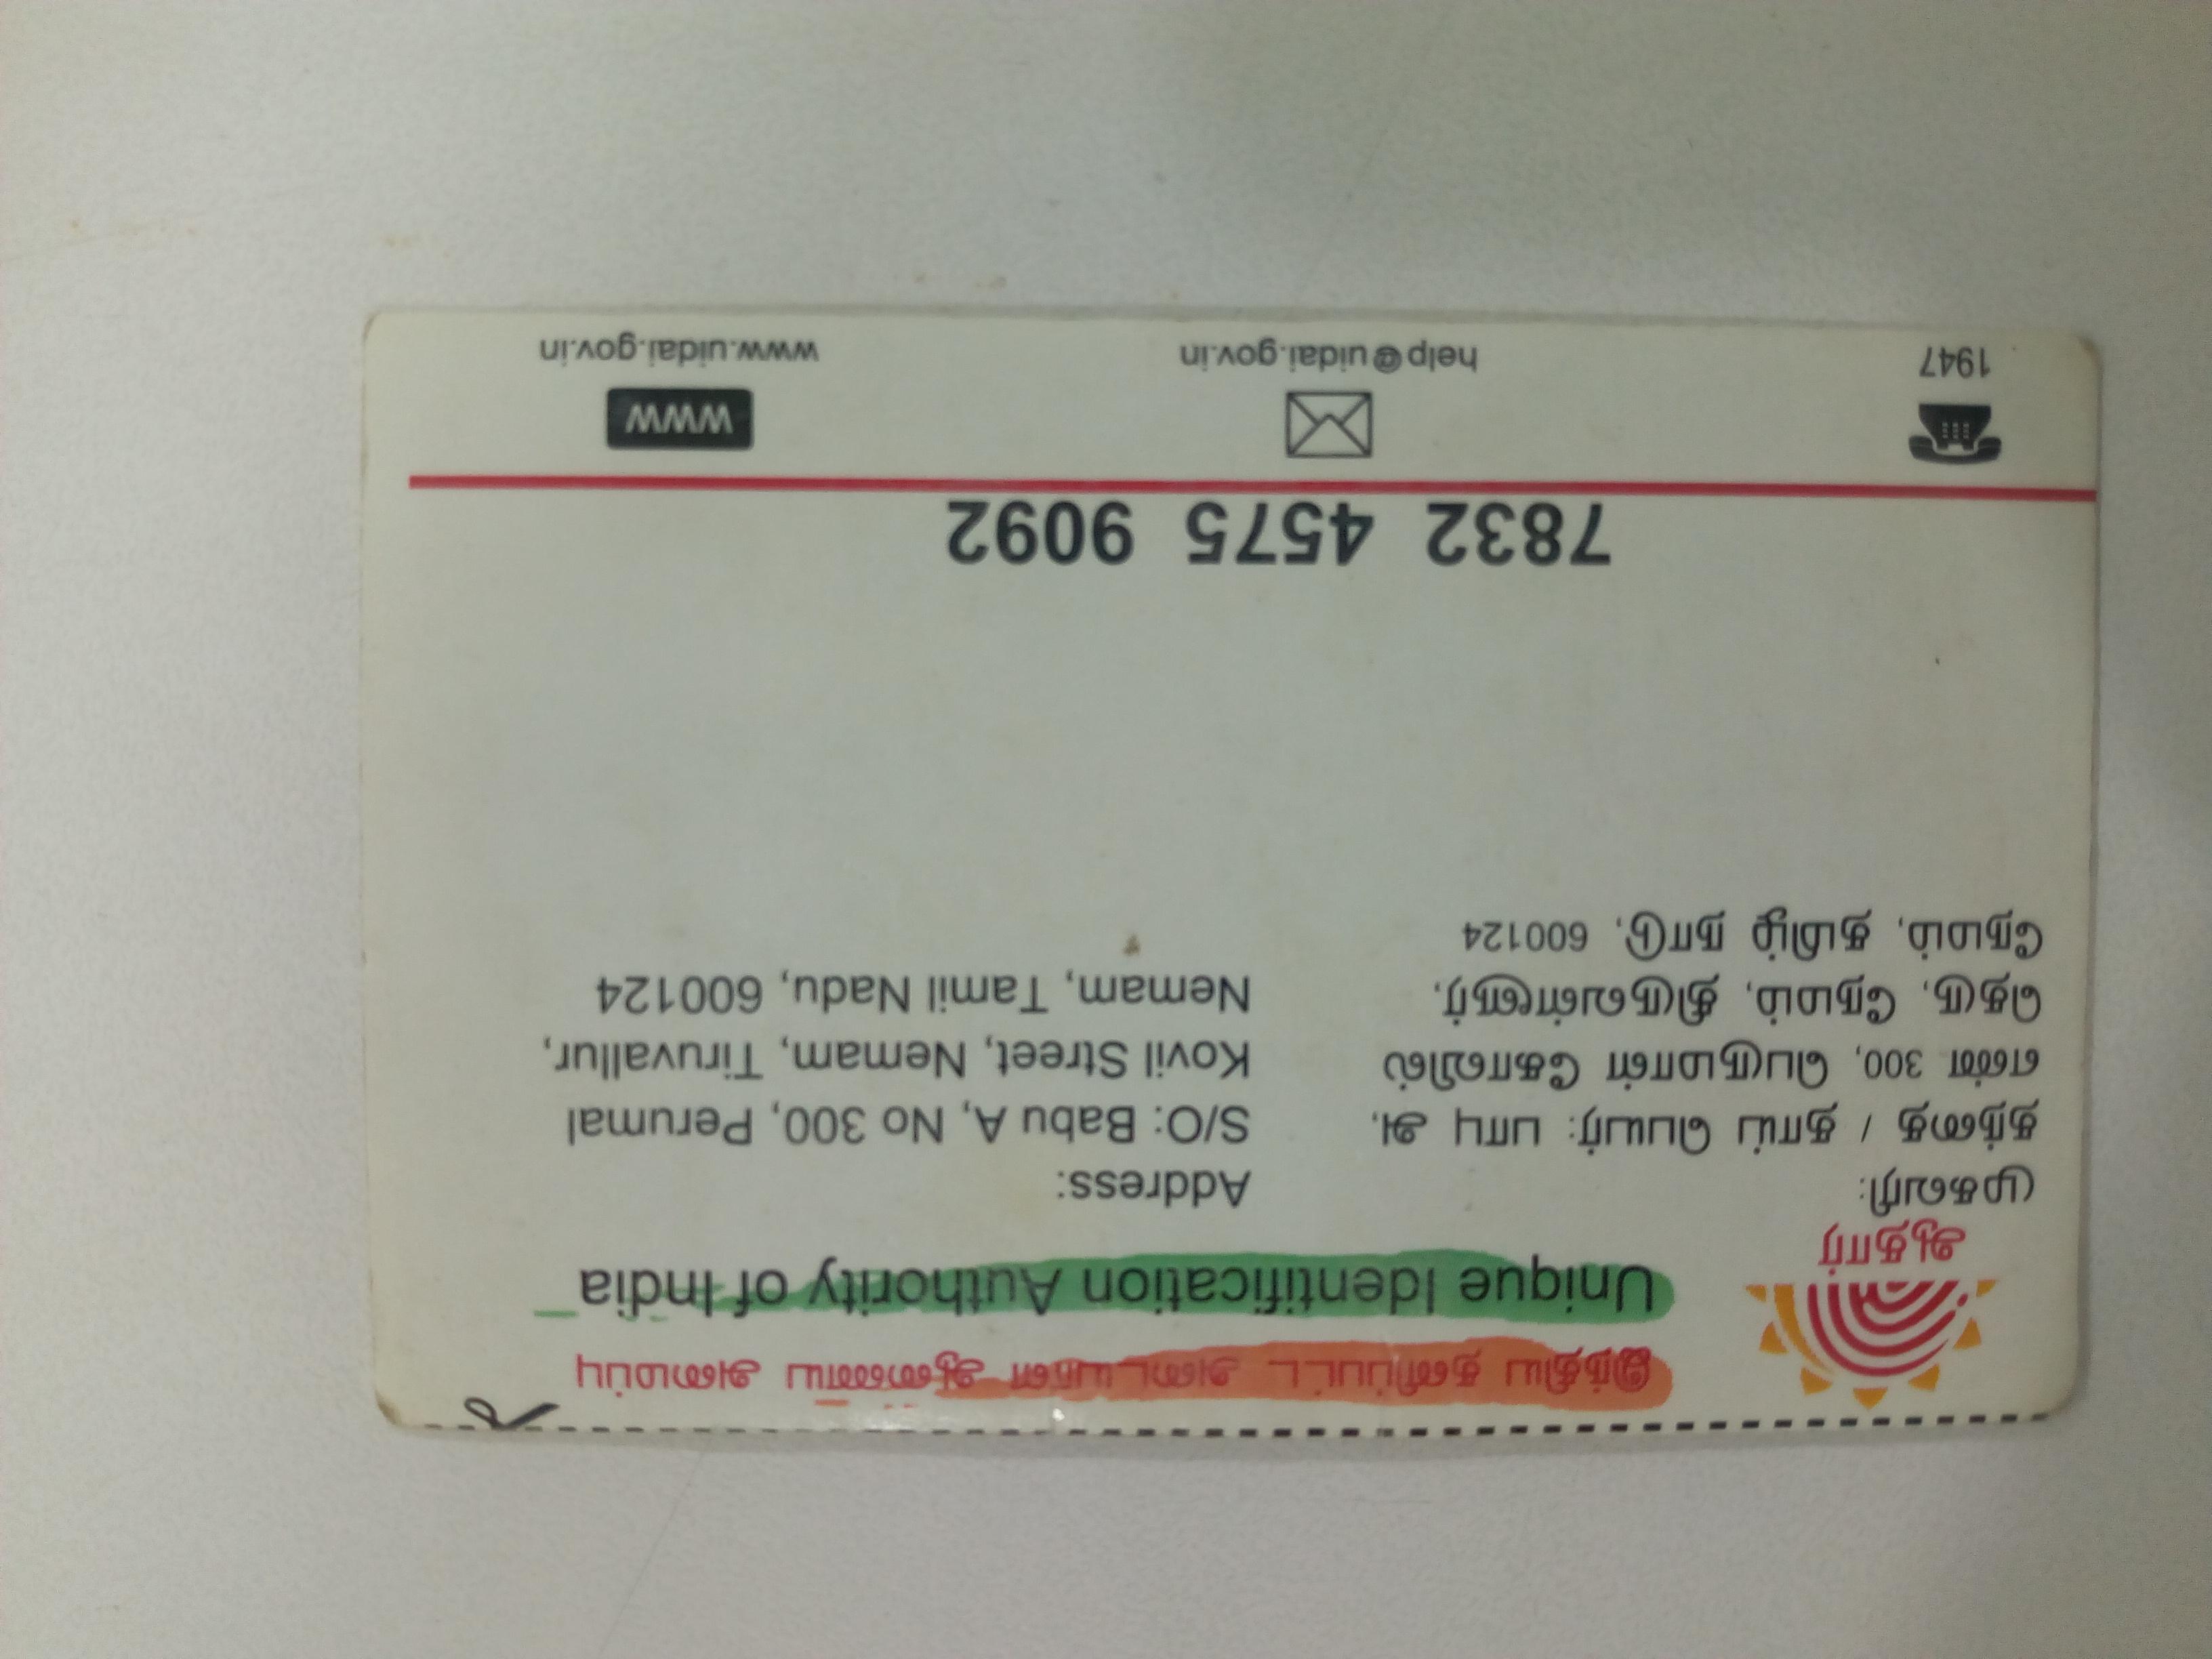 இந்திய தனிப்பட்ட அடையாள ஆணைய அமைப்பு
Unique Identification Authority of India
ஆதார்
முகவரி:
தந்தை / தாய் பெயர்: பாபு அ,
எண் 300, பெருமாள் கோவில்
தெரு, நேமம், திருவள்ளூர்,
நேமம், தமிழ் நாடு, 600124
Address:
S/O: Babu A, No 300, Perumal
Kovil Street, Nemam, Tiruvallur,
Nemam, Tamil Nadu, 600124
7832 4575 9092
1947
help@uidai.gov.in
WWW
www.uidai.gov.in